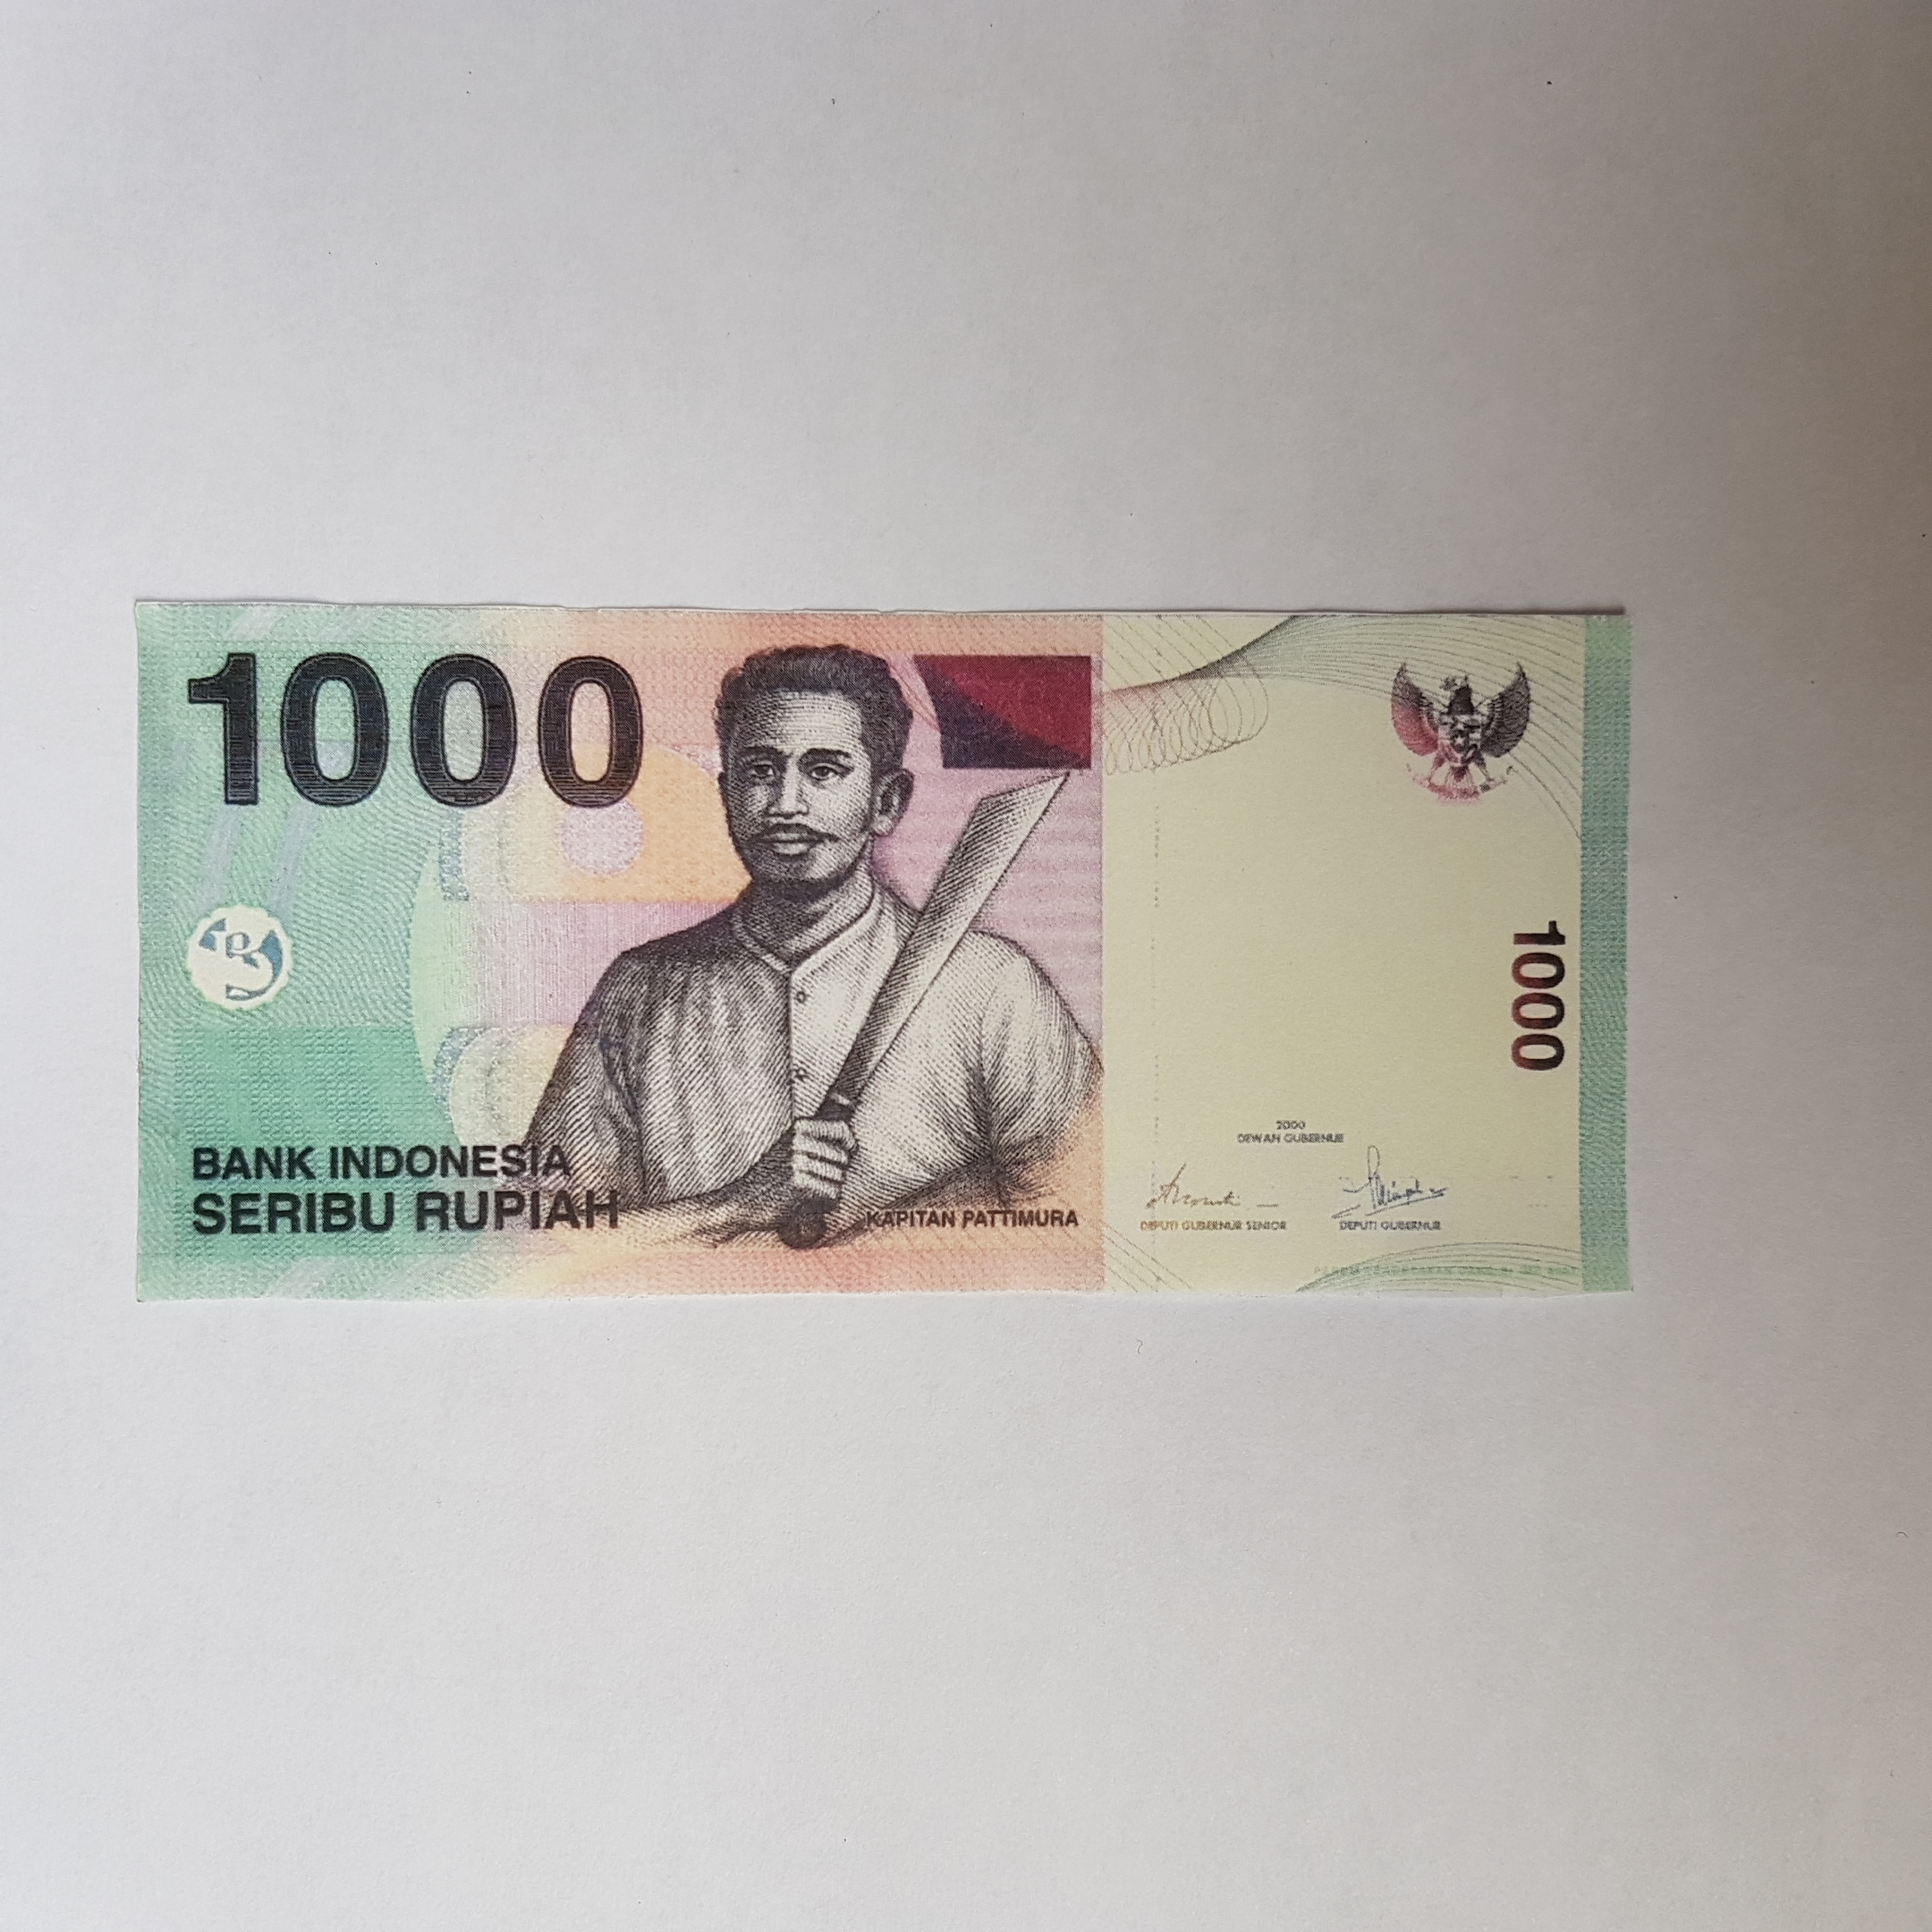 1000
BANK INDONESIA
SERIBU RUPIAH
KAPITAN PATTIMURA
2000
DEWAN GUBERNUR
DEPUTI GUBERNUR SENIOR
DEPUTI GUBERNUR
1000